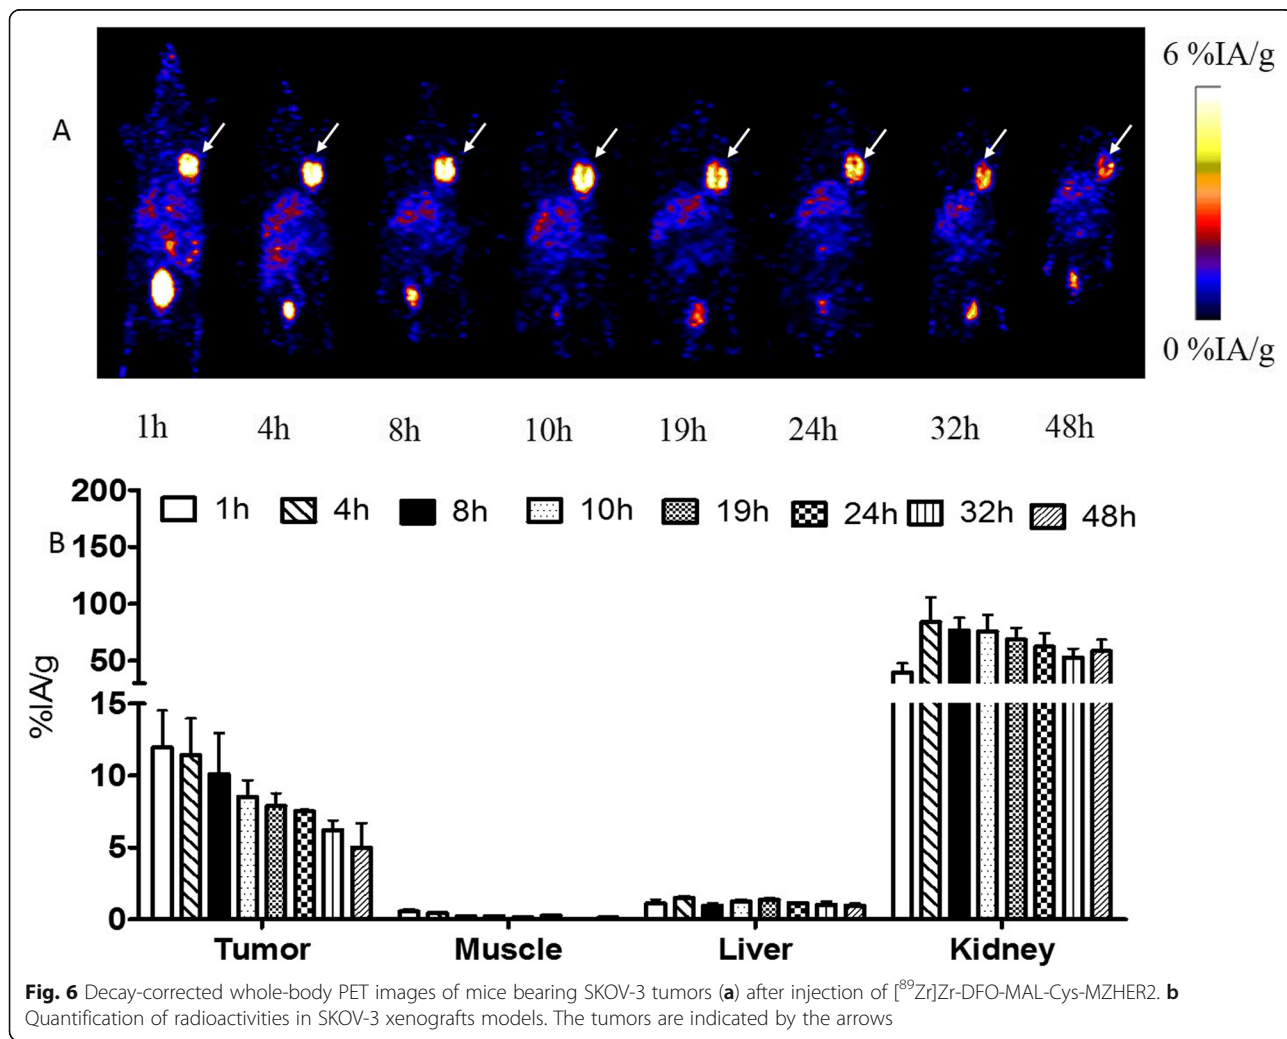 6 %IA/g
A
0 %IA/g
1h 4h 8h 10h 19h 24h 32h 48h
200
1h 4h 8h 10h 19h 24h 32h 48h
B
150
100
50
15
10
5
0
%IA/g
Tumor Muscle Liver Kidney
Fig. 6 Decay-corrected whole-body PET images of mice bearing SKOV-3 tumors (a) after injection of [⁸⁹Zr]Zr-DFO-MAL-Cys-MZHER2. b
Quantification of radioactivities in SKOV-3 xenografts models. The tumors are indicated by the arrows